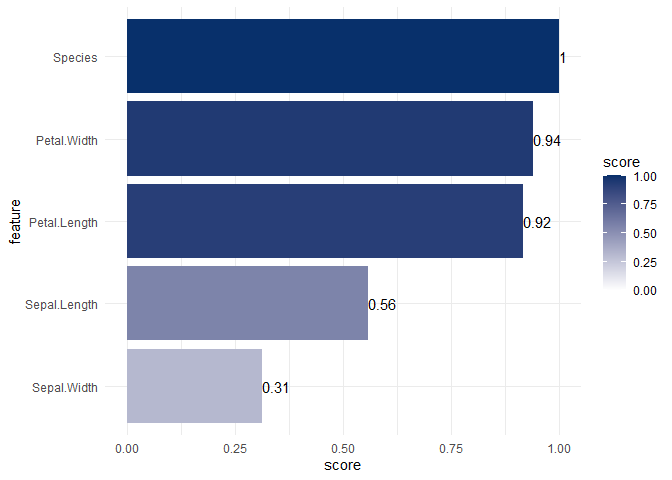 Species
1
Petal.Width
0.94
Petal.Length
0.92
Sepal.Length
0.56
Sepal.Width
0.31
feature
0.00 0.25 0.50 0.75 1.00
score
score
1.00
0.75
0.50
0.25
0.00